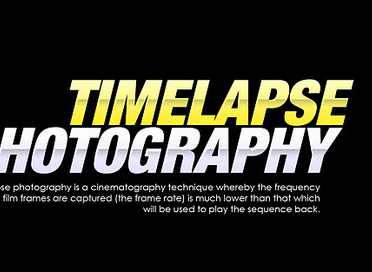 TIMELAPSE
HOTOGRAPHY
se photography is a cinematography technique whereby the frequency
film frames are captured (the frame rate) is much lower than that which
will be used to play the sequence back.